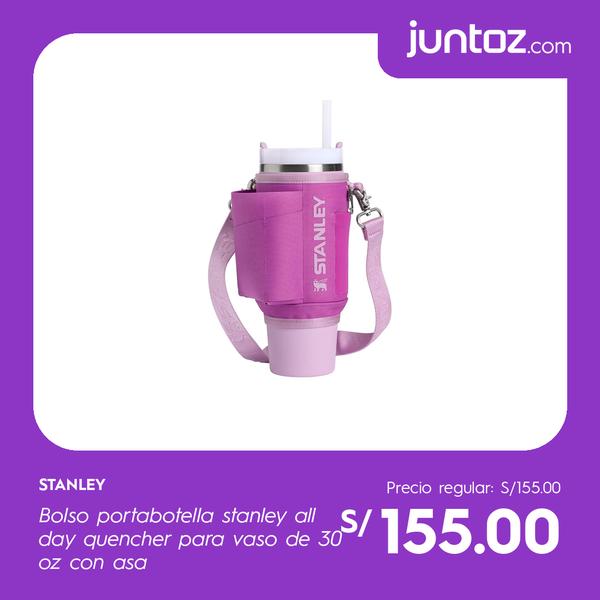 juntoz.com
STANLEY
STANLEY
Bolso portabotella stanley all
day quencher para vaso de 30
oz con asa
Precio regular: S/155.00
S/ 155.00